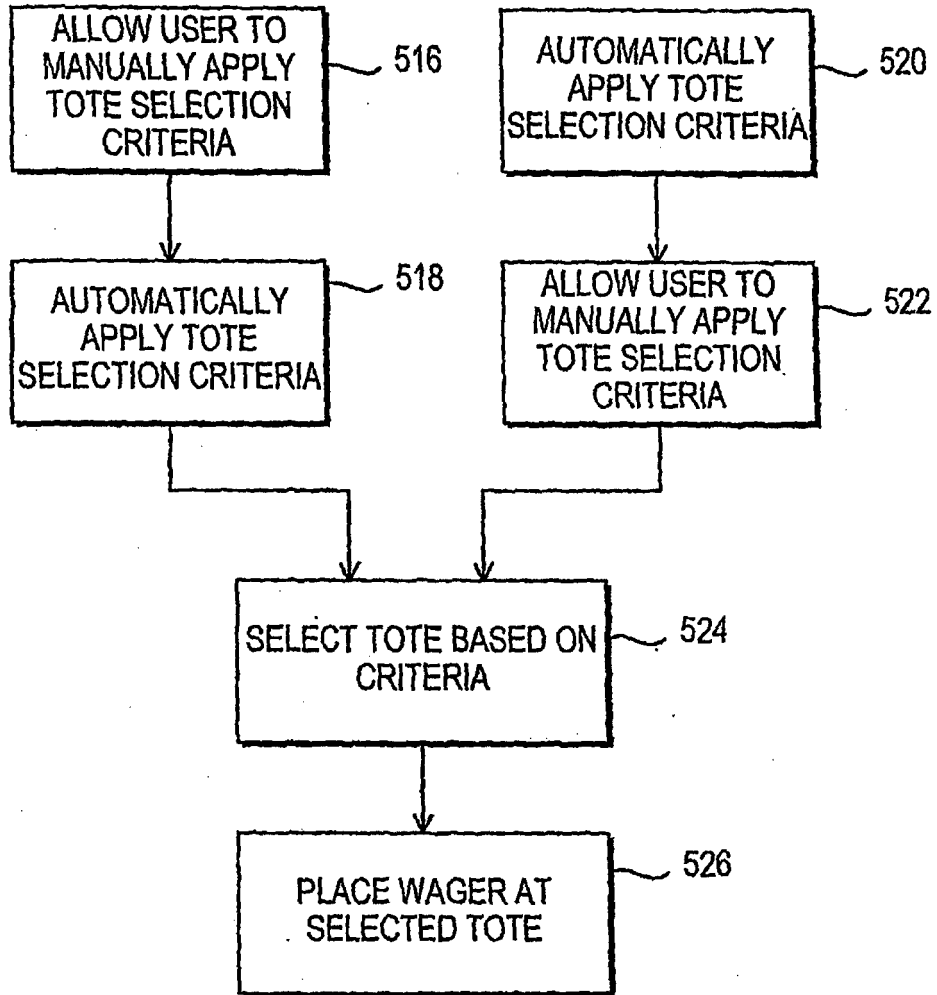 ALLOW USER TO
MANUALLY APPLY
TOTE SELECTION
CRITERIA
516
AUTOMATICALLY
APPLY TOTE
SELECTION CRITERIA
520
AUTOMATICALLY
APPLY TOTE
SELECTION CRITERIA
518
ALLOW USER TO
MANUALLY APPLY
TOTE SELECTION
CRITERIA
522
SELECT TOTE BASED ON
CRITERIA
524
PLACE WAGER AT
SELECTED TOTE
526